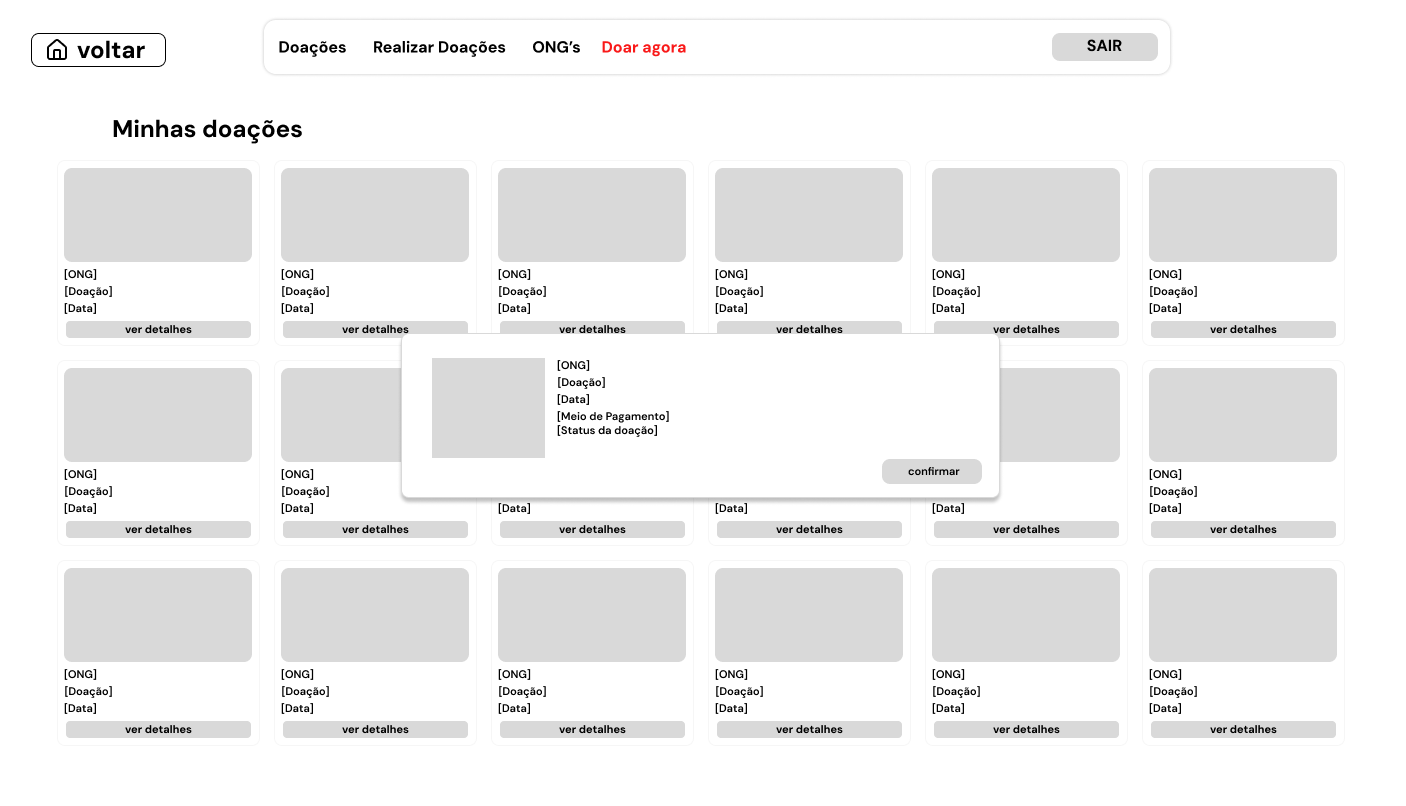 voltar
Doações Realizar Doações ONG's Doar agora SAIR
Minhas doações
[ONG] [ONG] [ONG] [ONG] [ONG] [ONG]
[Doação] [Doação] [Doação] [Doação] [Doação] [Doação]
[Data] [Data] [Data] [Data] [Data] [Data]
ver detalhes ver detalhes ver detalhes ver detalhes ver detalhes ver detalhes
[ONG]
[Doação]
[Data]
[Meio de Pagamento]
[Status da doação]
confirmar
[ONG] [ONG] [ONG]
[Doação] [Doação] [Doação]
[Data] [Data] [Data] [Data] [Data] [Data]
ver detalhes ver detalhes ver detalhes ver detalhes ver detalhes ver detalhes
[ONG] [ONG] [ONG] [ONG] [ONG] [ONG]
[Doação] [Doação] [Doação] [Doação] [Doação] [Doação]
[Data] [Data] [Data] [Data] [Data] [Data]
ver detalhes ver detalhes ver detalhes ver detalhes ver detalhes ver detalhes